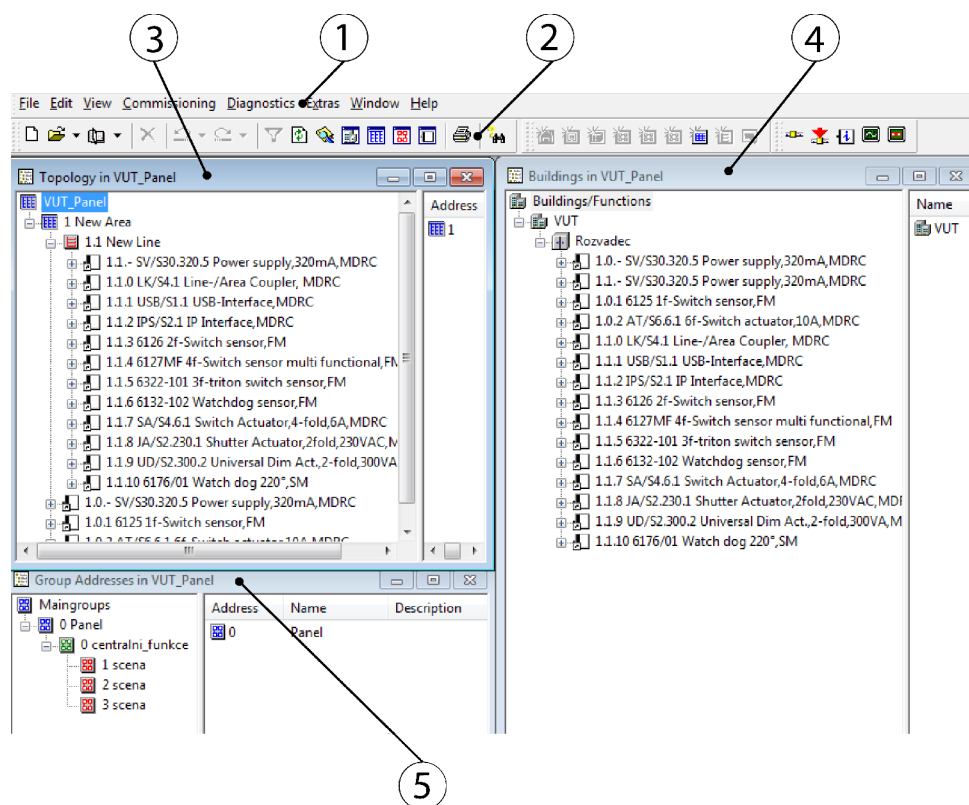 3 1 2 4
File Edit View Commissioning Diagnostics Extras Window Help
Topology in VUT_Panel
Address
VUT_Panel
1
1 New Area
1.1 New Line
1.1.- SV/S30.320.5 Power supply,320mA,MDRC
1.1.0 LK/S4.1 Line-/Area Coupler, MDRC
1.1.1 USB/S1.1 USB-Interface,MDRC
1.1.2 IPS/S2.1 IP Interface,MDRC
1.1.3 6126 2f-Switch sensor,FM
1.1.4 6127MF 4f-Switch sensor multi functional,FM
1.1.5 6322-101 3f-triton switch sensor,FM
1.1.6 6132-102 Watchdog sensor,FM
1.1.7 SA/S4.6.1 Switch Actuator,4-fold,6A,MDRC
1.1.8 JA/S2.230.1 Shutter Actuator,2fold,230VAC,M
1.1.9 UD/S2.300.2 Universal Dim Act.,2-fold,300VA
1.1.10 6176/01 Watch dog 220°,SM
1.0.- SV/S30.320.5 Power supply,320mA,MDRC
1.0.1 6125 1f-Switch sensor,FM
1.0.2 AT/S6.6.1 6f-Switch actuator,10A,MDRC
Buildings in VUT_Panel
Name
Buildings/Functions
VUT
VUT
Rozvadec
1.0.- SV/S30.320.5 Power supply,320mA,MDRC
1.1.- SV/S30.320.5 Power supply,320mA,MDRC
1.0.1 6125 1f-Switch sensor,FM
1.0.2 AT/S6.6.1 6f-Switch actuator,10A,MDRC
1.1.0 LK/S4.1 Line-/Area Coupler, MDRC
1.1.1 USB/S1.1 USB-Interface,MDRC
1.1.2 IPS/S2.1 IP Interface,MDRC
1.1.3 6126 2f-Switch sensor,FM
1.1.4 6127MF 4f-Switch sensor multi functional,FM
1.1.5 6322-101 3f-triton switch sensor,FM
1.1.6 6132-102 Watchdog sensor,FM
1.1.7 SA/S4.6.1 Switch Actuator,4-fold,6A,MDRC
1.1.8 JA/S2.230.1 Shutter Actuator,2fold,230VAC,MDF
1.1.9 UD/S2.300.2 Universal Dim Act.,2-fold,300VA,M
1.1.10 6176/01 Watch dog 220°,SM
Group Addresses in VUT_Panel
Maingroups
0 Panel
0 centralni_funkce
1 scena
2 scena
3 scena
Address Name Description
0 Panel
5